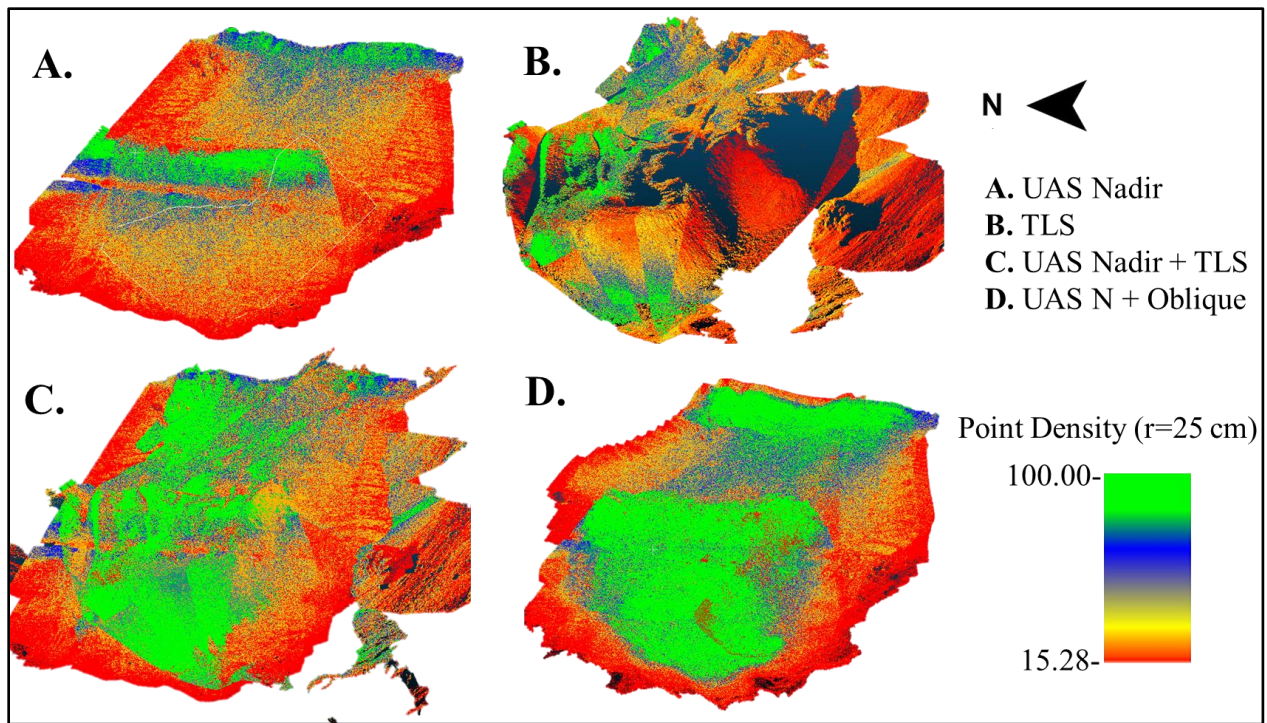 A.
B.
N
A. UAS Nadir
B. TLS
C. UAS Nadir + TLS
D. UAS N + Oblique
C.
D.
Point Density (r=25 cm)
100.00-
15.28-